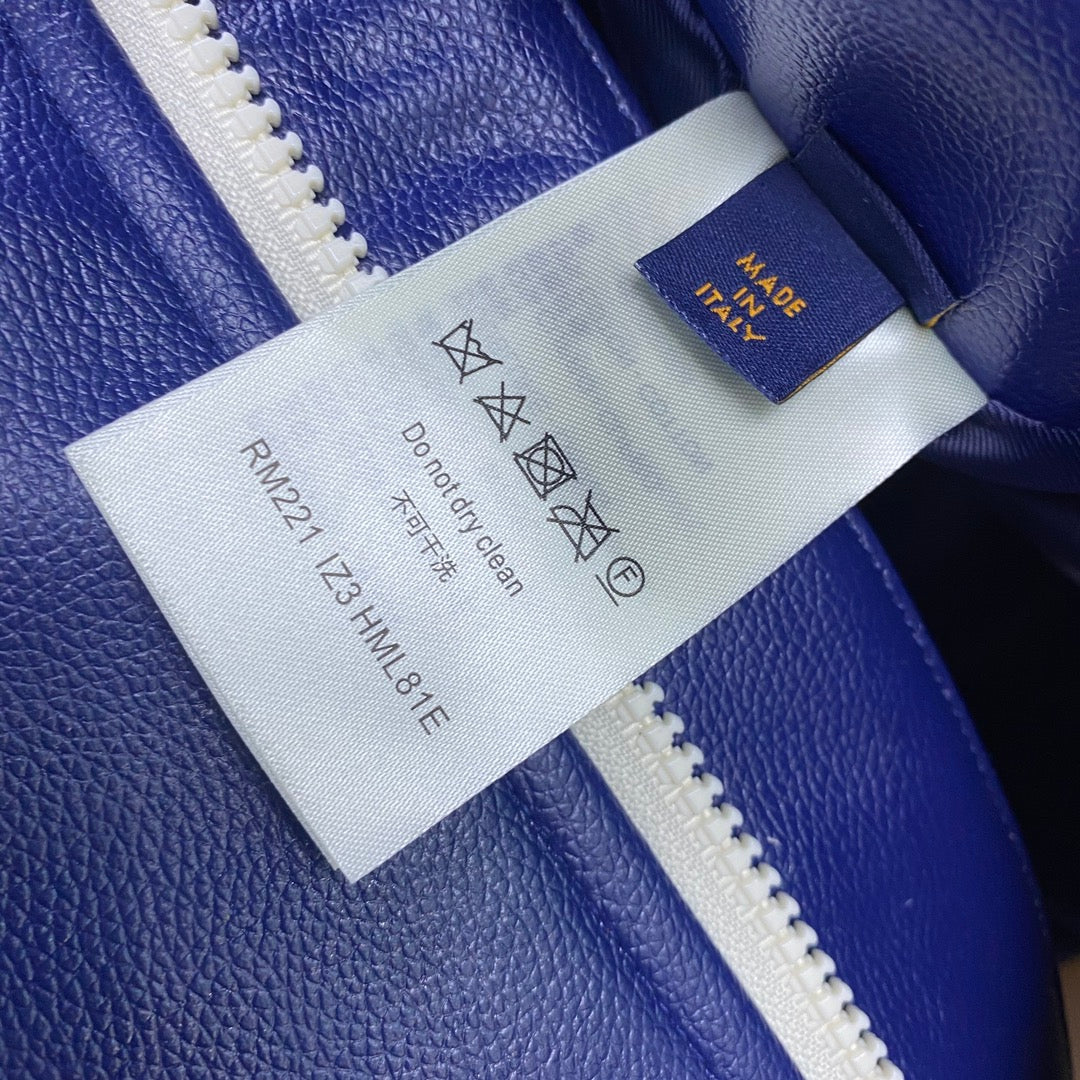 MADE
IN
ITALY
Ⓕ
Do not dry clean
不可干洗
RM221 IZ3 HML81E